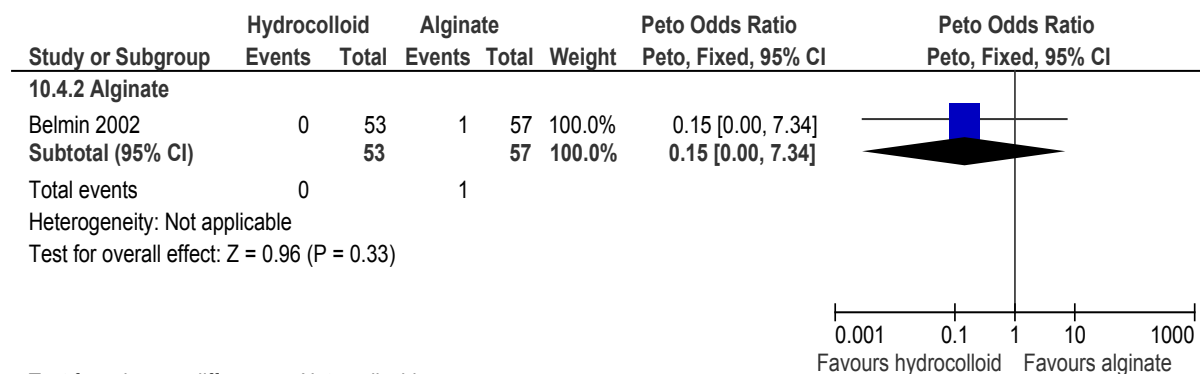 Hydrocolloid Alginate Peto Odds Ratio Peto Odds Ratio
Study or Subgroup Events Total Events Total Weight Peto, Fixed, 95% CI Peto, Fixed, 95% CI
10.4.2 Alginate
Belmin 2002 0 53 1 57 100.0% 0.15 [0.00, 7.34]
Subtotal (95% CI) 53 57 100.0% 0.15 [0.00, 7.34]
Total events 0 1
Heterogeneity: Not applicable
Test for overall effect: Z = 0.96 (P = 0.33)
0.001 0.1 1 10 1000
Favours hydrocolloid Favours alginate